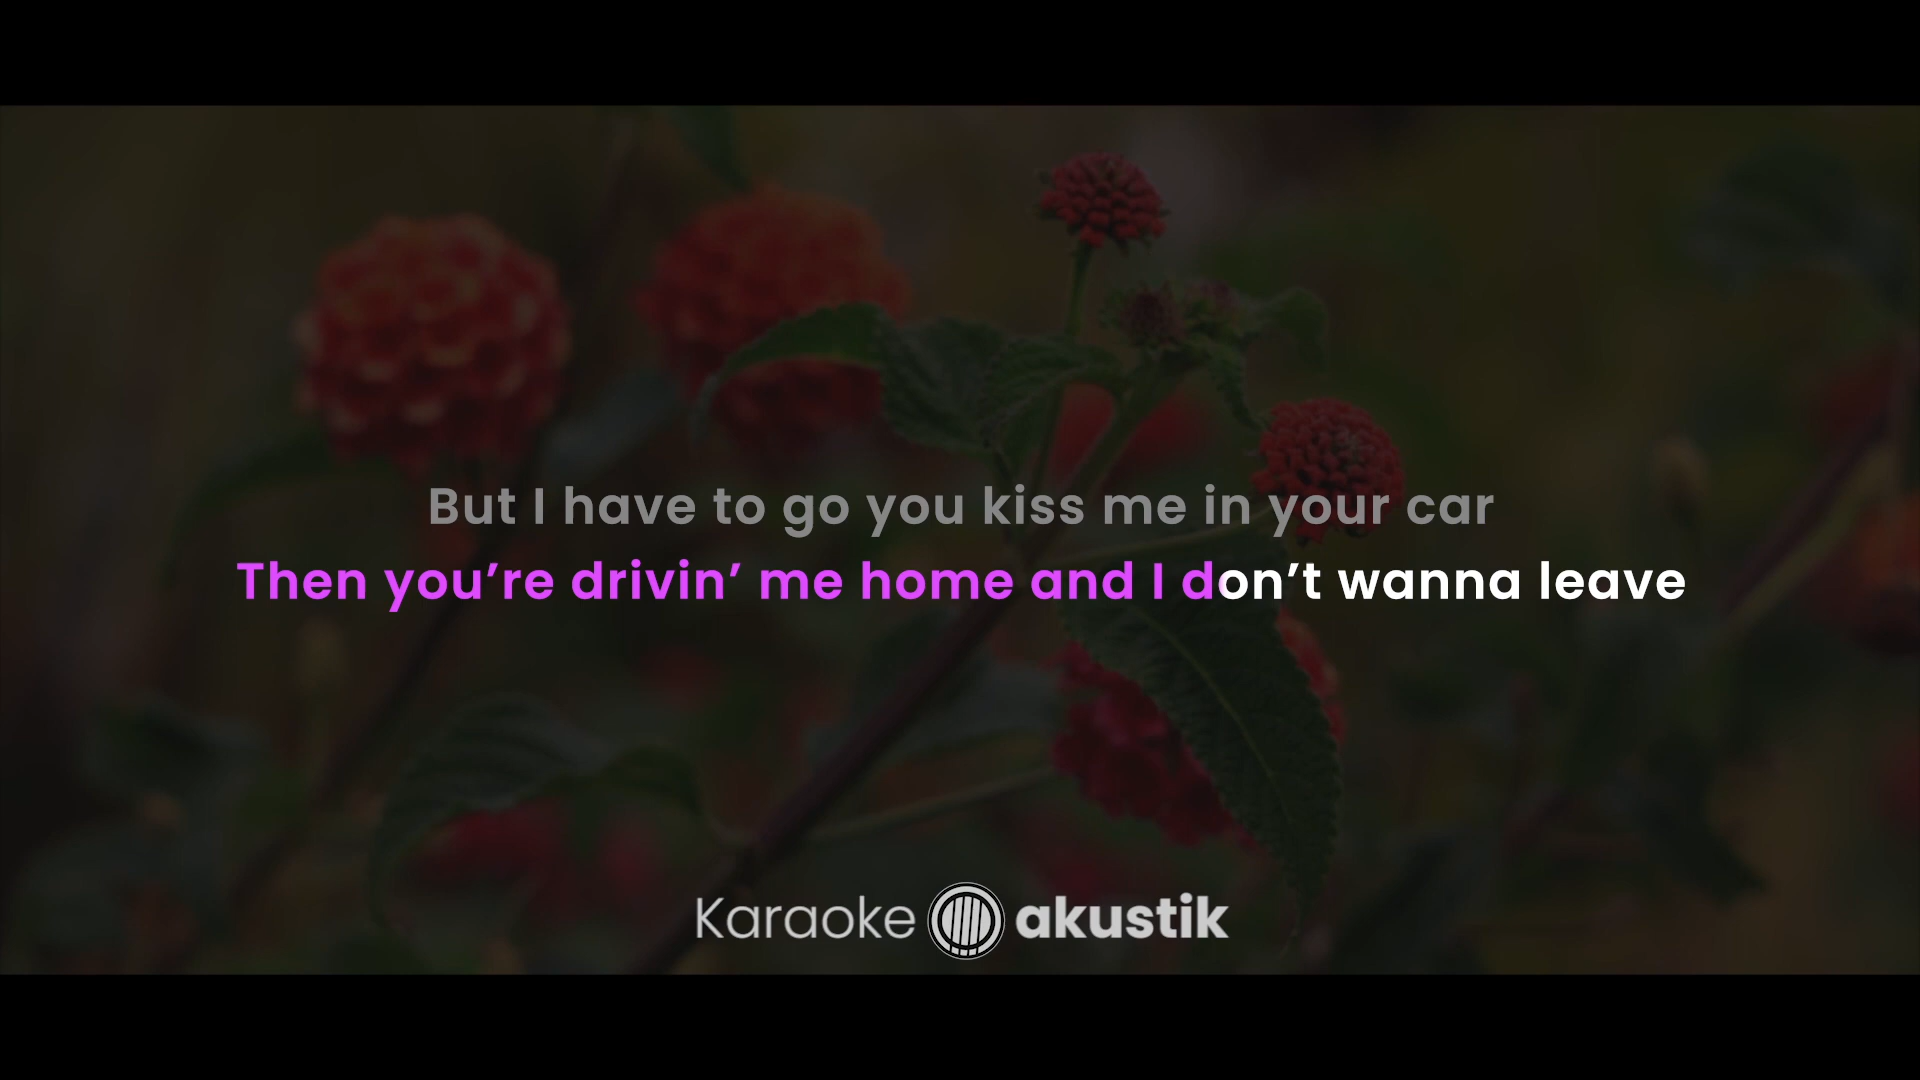 But I have to go you kiss me in your car
Then you’re drivin’ me home and I don’t wanna leave
Karaoke akustik